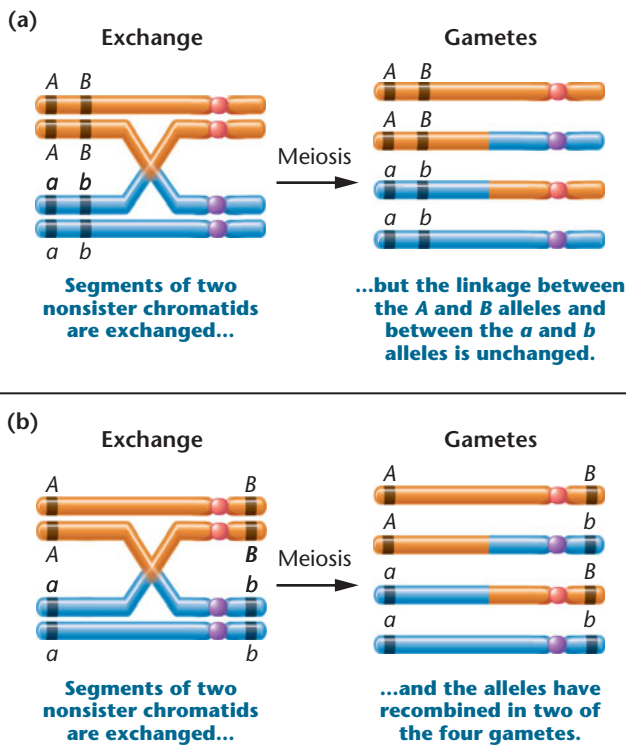 (a)
Exchange
Gametes
A B
A B
a b
a b
Meiosis
A B
A B
a b
a b
Segments of two
nonsister chromatids
are exchanged...
...but the linkage between
the A and B alleles and
between the a and b
alleles is unchanged.
(b)
Exchange
Gametes
A B
A B
a b
a b
Meiosis
A B
A b
a B
a b
Segments of two
nonsister chromatids
are exchanged...
...and the alleles have
recombined in two of
the four gametes.